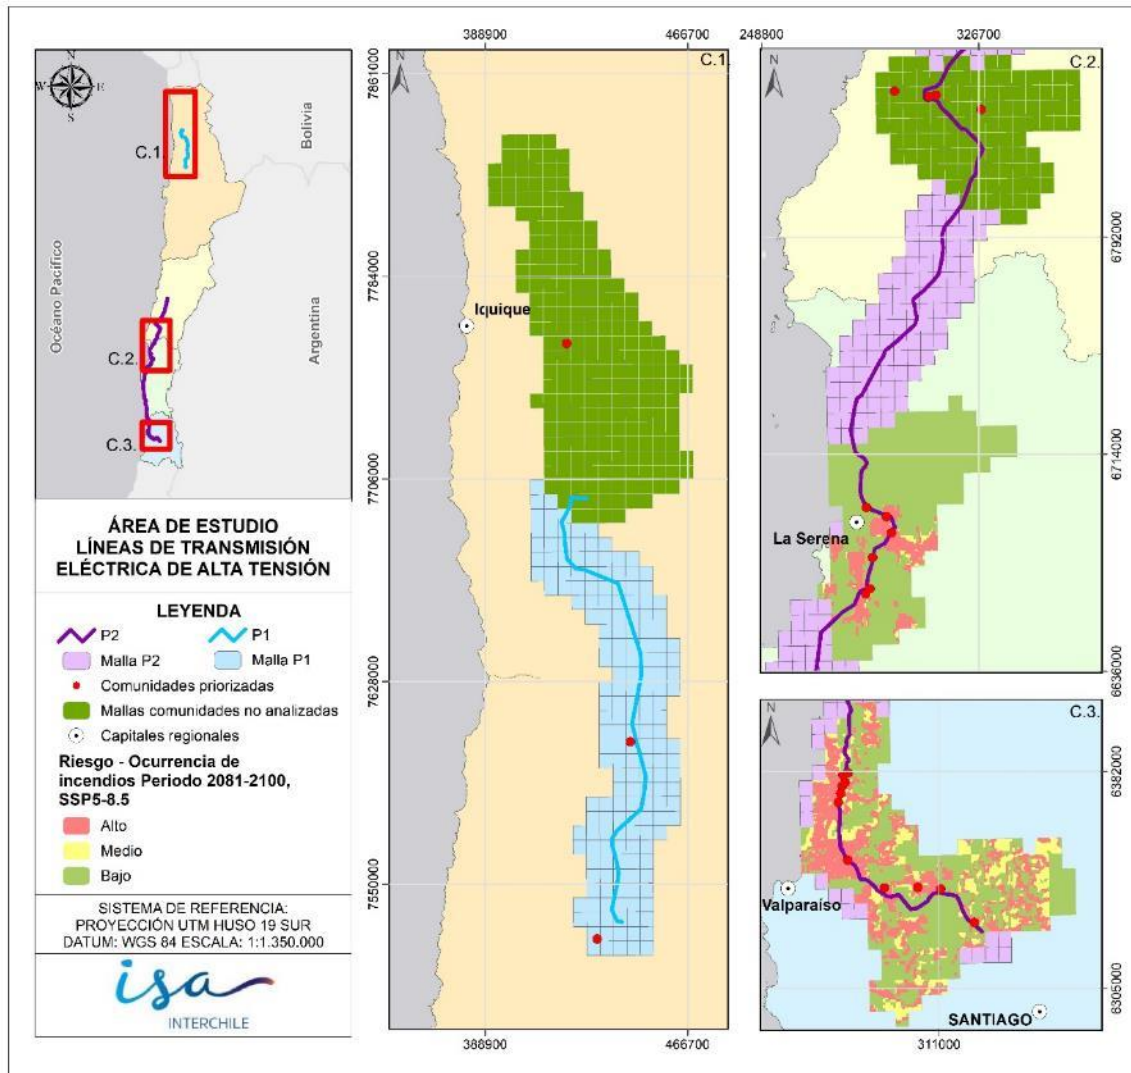 N
W
E
S
C.1.
C.2.
C.3.
Océano Pacífico
Bolivia
Argentina
ÁREA DE ESTUDIO
LÍNEAS DE TRANSMISIÓN
ELÉCTRICA DE ALTA TENSIÓN
LEYENDA
P2
P1
Malla P2
Malla P1
Comunidades priorizadas
Mallas comunidades no analizadas
Capitales regionales
Riesgo - Ocurrencia de
incendios Periodo 2081-2100,
SSP5-8.5
Alto
Medio
Bajo
SISTEMA DE REFERENCIA:
PROYECCIÓN UTM HUSO 19 SUR
DATUM: WGS 84 ESCALA: 1:1.350.000
isa
INTERCHILE
388900
466700
N
C.1.
7861000
7784000
7706000
7628000
7550000
Iquique
388900
466700
248800
326700
N
C.2.
6792000
6714000
6636000
La Serena
N
C.3.
6382000
6305000
Valparaíso
SANTIAGO
311000